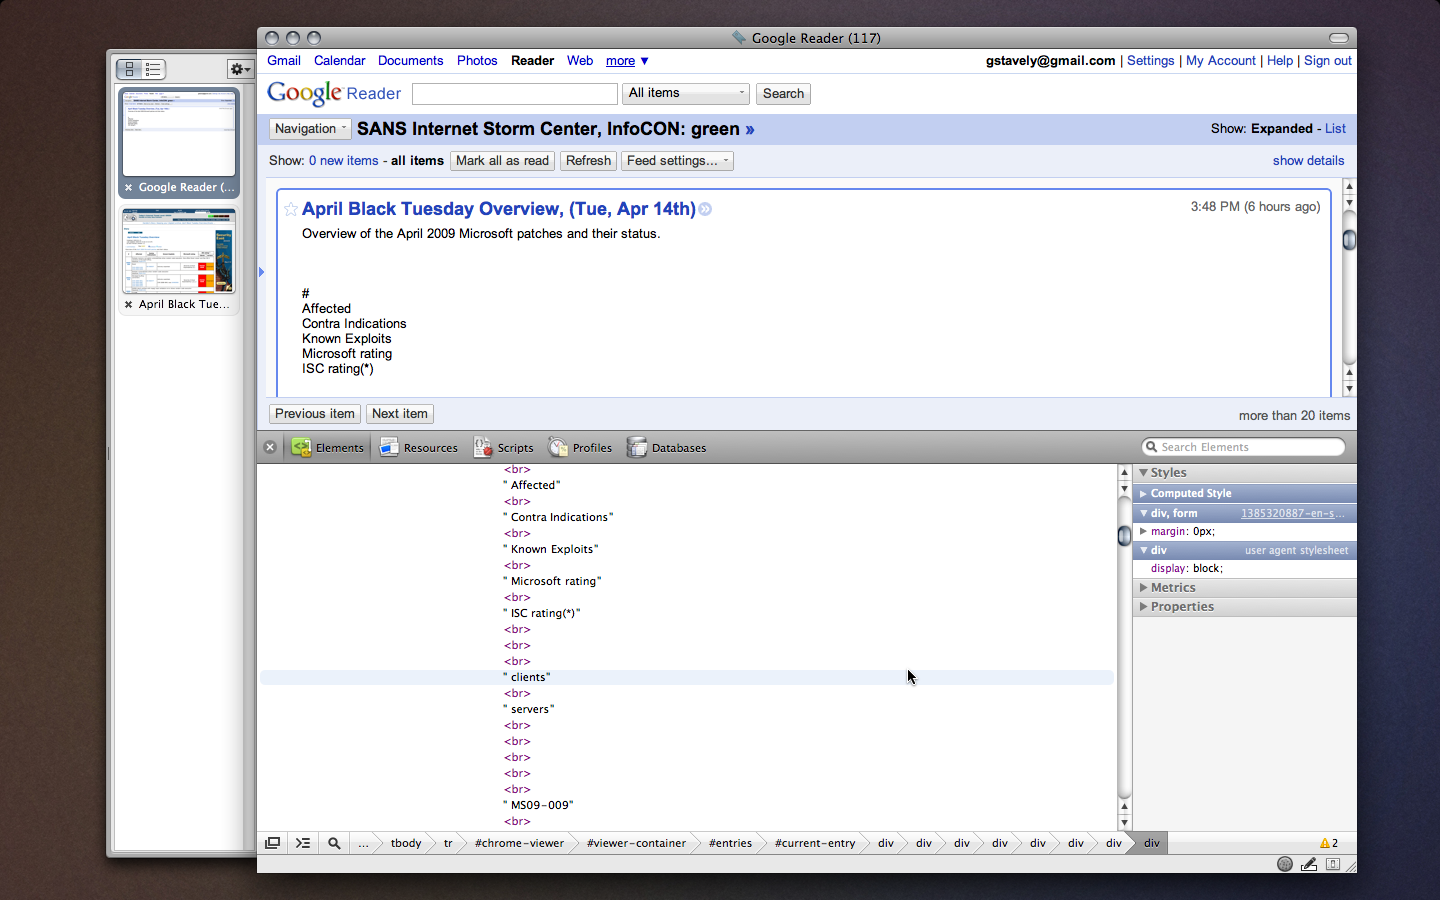 Google Reader (117)
Gmail Calendar Documents Photos Reader Web more ▼
gstavely@gmail.com | Settings | My Account | Help | Sign out
Google Reader
All items
Search
Navigation
SANS Internet Storm Center, InfoCON: green »
Show: Expanded - List
Show: 0 new items - all items
Mark all as read
Refresh
Feed settings...
show details
Google Reader (...
April Black Tue...
April Black Tuesday Overview, (Tue, Apr 14th)
3:48 PM (6 hours ago)
Overview of the April 2009 Microsoft patches and their status.
#
Affected
Contra Indications
Known Exploits
Microsoft rating
ISC rating(*)
Previous item
Next item
more than 20 items
Elements
Resources
Scripts
Profiles
Databases
Search Elements
<br>
" Affected"
<br>
" Contra Indications"
<br>
" Known Exploits"
<br>
" Microsoft rating"
<br>
" ISC rating(*)"
<br>
<br>
<br>
" clients"
<br>
" servers"
<br>
<br>
<br>
<br>
<br>
" MS09-009"
<br>
Styles
Computed Style
div, form 1385320887-en-s...
margin: 0px;
div user agent stylesheet
display: block;
Metrics
Properties
... tbody tr #chrome-viewer #viewer-container #entries #current-entry div div div div div div div div
2